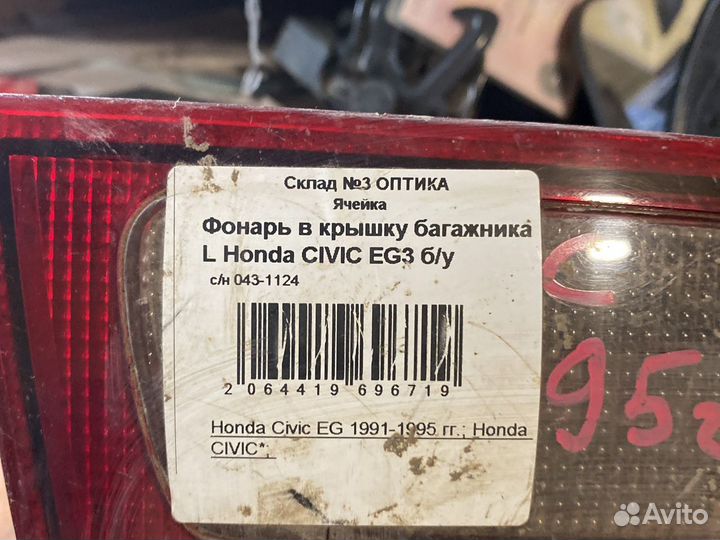 Склад №3 ОПТИКА
Ячейка
Фонарь в крышку багажника
L Honda CIVIC EG3 б/у
с/н 043-1124
2 064419 696719
Honda Civic EG 1991-1995 гг.; Honda
CIVIC*;
95г
Avito